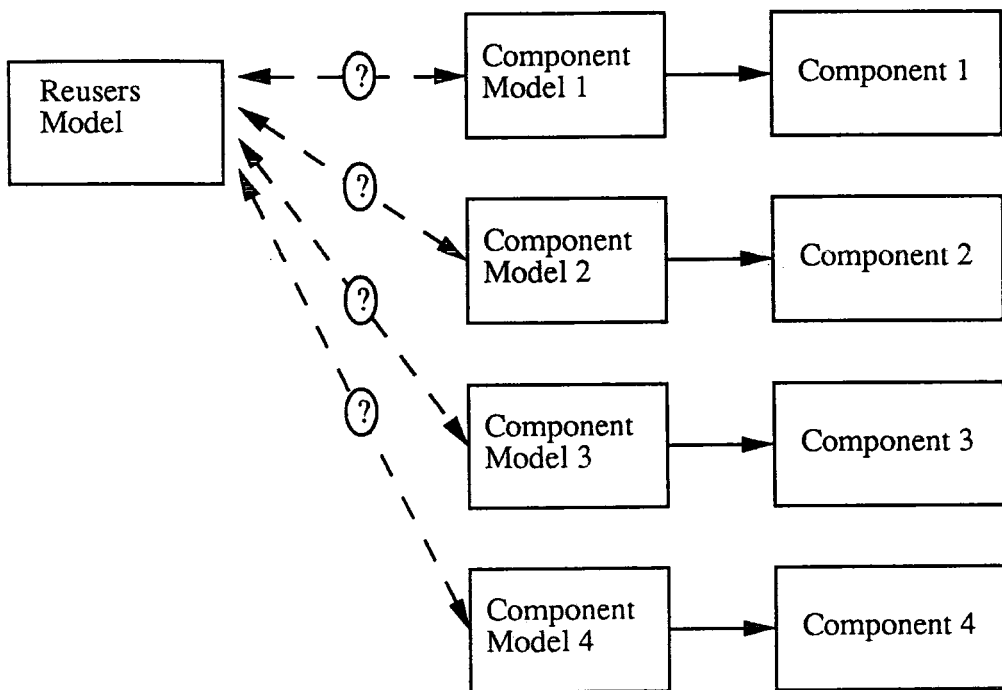 Reusers
Model
?
Component
Model 1
Component 1
?
Component
Model 2
Component 2
?
Component
Model 3
Component 3
?
Component
Model 4
Component 4